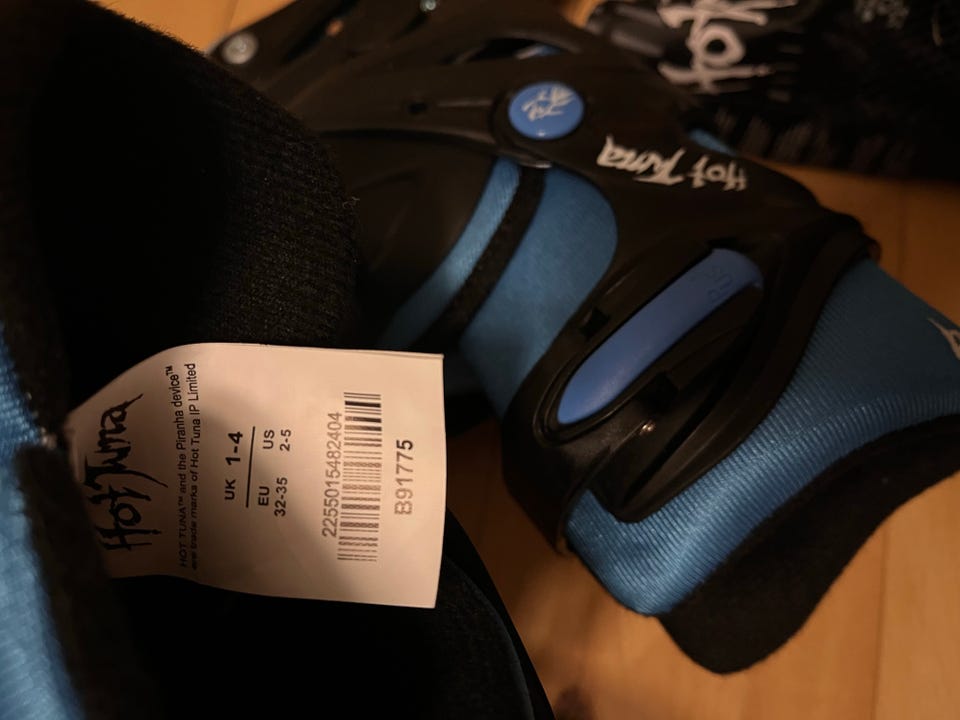 Hot Tuna
HOT TUNA™ and the Piranha device™
are trade marks of Hot Tuna IP Limited
UK 1-4
EU US
32-35 2-5
2255015482404
B91775
Hot Tuna
Hot